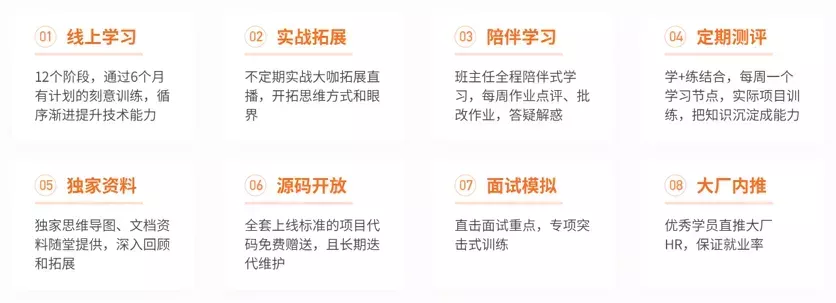 01 线上学习
12个阶段，通过6个月
有计划的刻意训练，循
序渐进提升技术能力
02 实战拓展
不定期实战大咖拓展直
播，开拓思维方式和眼
界
03 陪伴学习
班主任全程陪伴式学
习，每周作业点评、批
改作业，答疑解惑
04 定期测评
学+练结合，每周一个
学习节点，实际项目训
练，把知识沉淀成能力
05 独家资料
独家思维导图、文档资
料随堂提供，深入回顾
和拓展
06 源码开放
全套上线标准的项目代
码免费赠送，且长期迭
代维护
07 面试模拟
直击面试重点，专项突
击式训练
08 大厂内推
优秀学员直推大厂
HR，保证就业率